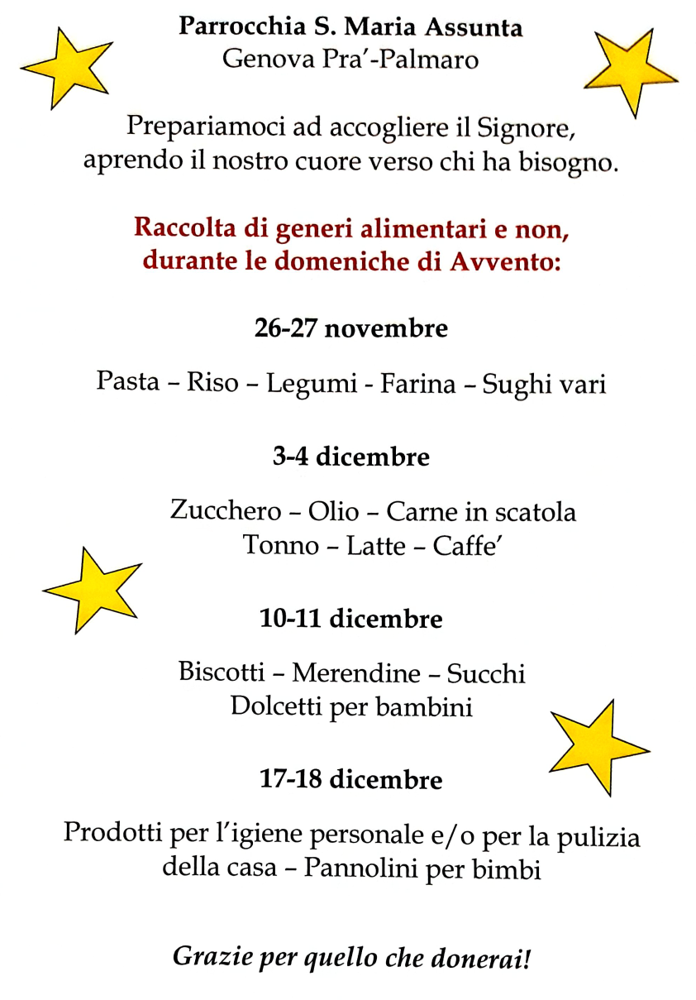 Parrocchia S. Maria Assunta
Genova Pra'-Palmaro
Prepariamoci ad accogliere il Signore,
aprendo il nostro cuore verso chi ha bisogno.
Raccolta di generi alimentari e non,
durante le domeniche di Avvento:
26-27 novembre
Pasta – Riso – Legumi - Farina – Sughi vari
3-4 dicembre
Zucchero – Olio – Carne in scatola
Tonno – Latte – Caffe'
10-11 dicembre
Biscotti – Merendine – Succhi
Dolcetti per bambini
17-18 dicembre
Prodotti per l'igiene personale e/o per la pulizia
della casa – Pannolini per bimbi
Grazie per quello che donerai!